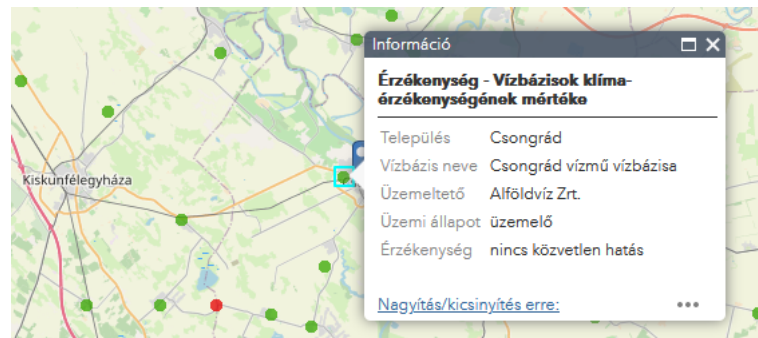 Információ
Érzékenység - Vízbázisok klíma-
érzékenységének mértéke
Település Csongrád
Vízbázis neve Csongrád vízmű vízbázisa
Üzemeltető Alföldvíz Zrt.
Üzemi állapot üzemelő
Érzékenység nincs közvetlen hatás
Nagyítás/kicsinyítés erre:
Kiskunfélegyháza